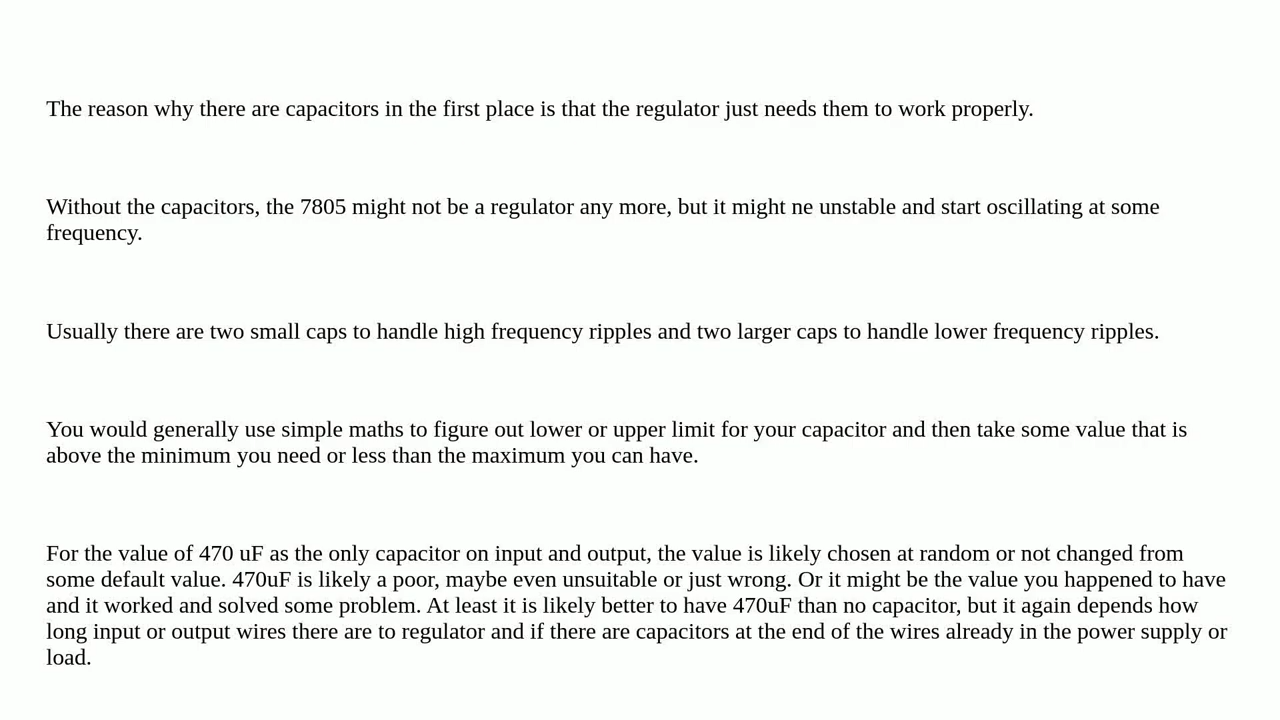 The reason why there are capacitors in the first place is that the regulator just needs them to work properly.
Without the capacitors, the 7805 might not be a regulator any more, but it might ne unstable and start oscillating at some
frequency.
Usually there are two small caps to handle high frequency ripples and two larger caps to handle lower frequency ripples.
You would generally use simple maths to figure out lower or upper limit for your capacitor and then take some value that is
above the minimum you need or less than the maximum you can have.
For the value of 470 uF as the only capacitor on input and output, the value is likely chosen at random or not changed from
some default value. 470uF is likely a poor, maybe even unsuitable or just wrong. Or it might be the value you happened to have
and it worked and solved some problem. At least it is likely better to have 470uF than no capacitor, but it again depends how
long input or output wires there are to regulator and if there are capacitors at the end of the wires already in the power supply or
load.